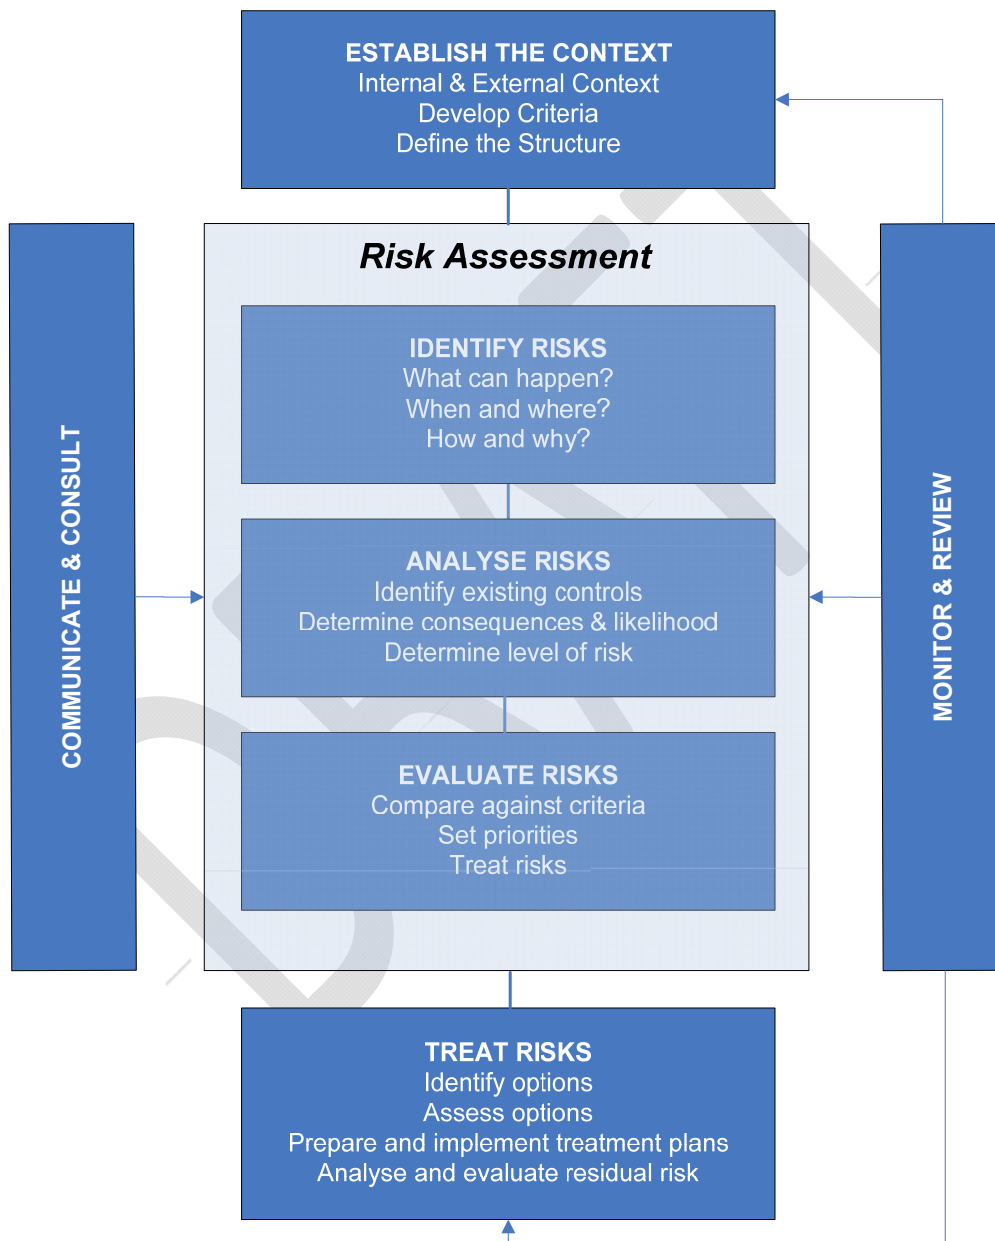 ESTABLISH THE CONTEXT
Internal & External Context
Develop Criteria
Define the Structure
Risk Assessment
IDENTIFY RISKS
What can happen?
When and where?
How and why?
ANALYSE RISKS
Identify existing controls
Determine consequences & likelihood
Determine level of risk
EVALUATE RISKS
Compare against criteria
Set priorities
Treat risks
TREAT RISKS
Identify options
Assess options
Prepare and implement treatment plans
Analyse and evaluate residual risk
COMMUNICATE & CONSULT
MONITOR & REVIEW
DRAFT